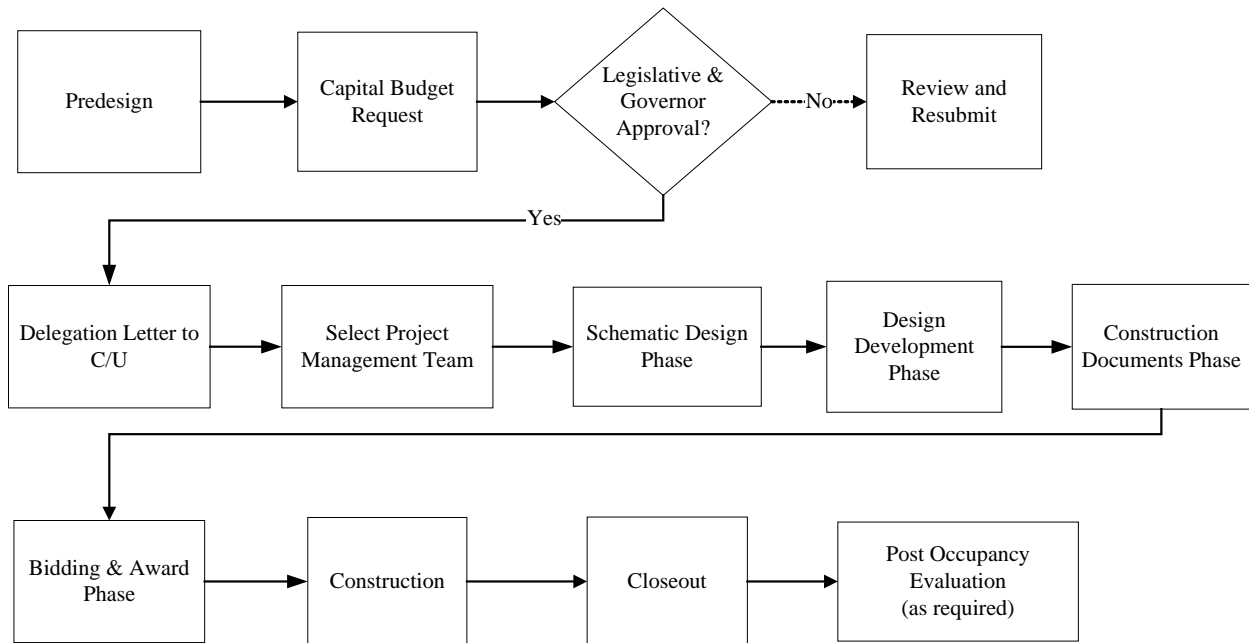 Predesign
Capital Budget
Request
Legislative &
Governor
Approval?
No
Review and
Resubmit
Yes
Delegation Letter to
C/U
Select Project
Management Team
Schematic Design
Phase
Design
Development
Phase
Construction
Documents Phase
Bidding & Award
Phase
Construction
Closeout
Post Occupancy
Evaluation
(as required)